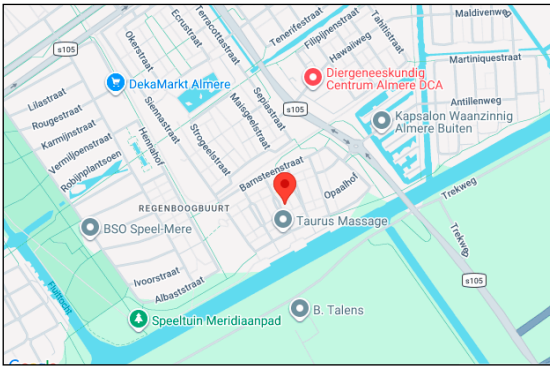 Maldivenweg
Tahitistraat
Filipijnenstraat
Tenerifestraat
Terracottastraat
Ecrustraat
Okerstraat
s105
Hawaiiweg
Martiniquestraat
Diergeneeskundig
Centrum Almere DCA
DekaMarkt Almere
Lilastraat
Rougestraat
Karmijnstraat
Vermiljoenstraat
Robijnplantsoen
Siennastraat
Hennahof
Strogeelstraat
Maisgeelstraat
Sepiastraat
s105
Antillenweg
Kapsalon Waanzinnig
Almere Buiten
Barnsteenstraat
Opaalhof
Trekweg
REGENBOOGBUURT
Taurus Massage
BSO Speel-Mere
Trekweg
Ivoorstraat
Albaststraat
Fluittocht
s105
B. Talens
Speeltuin Meridiaanpad